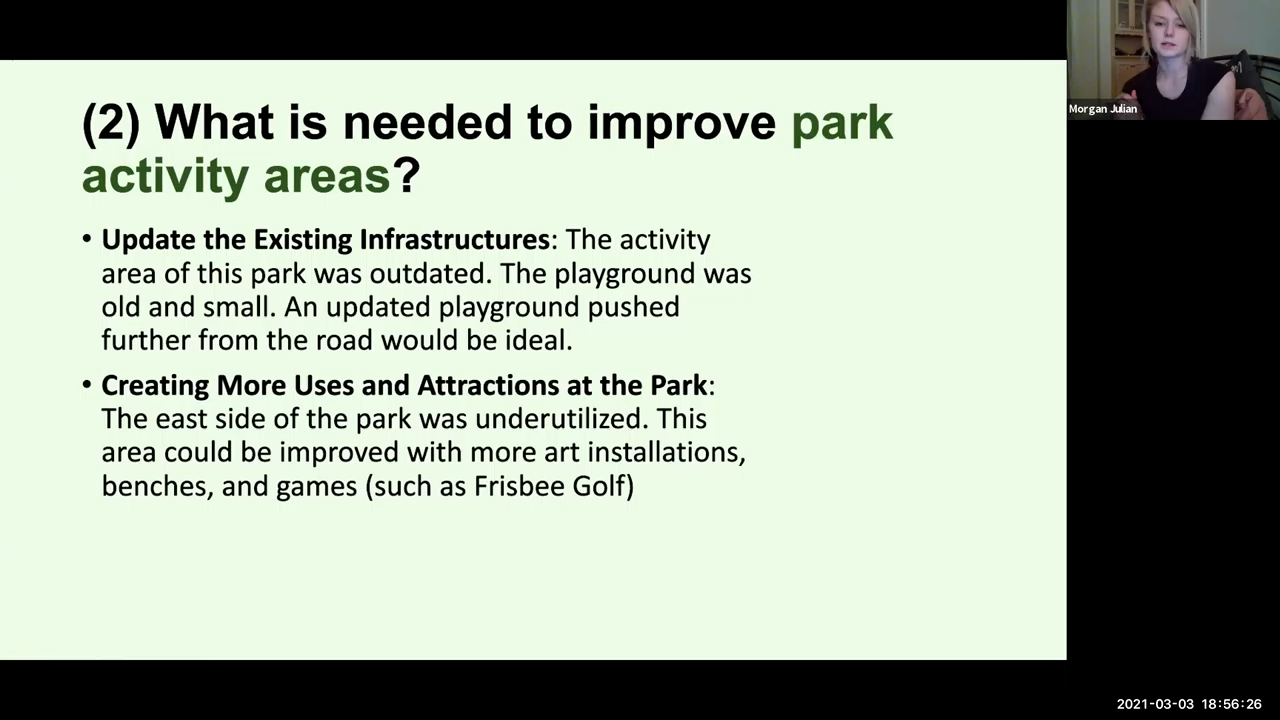 (2) What is needed to improve park
activity areas?
• Update the Existing Infrastructures: The activity
area of this park was outdated. The playground was
old and small. An updated playground pushed
further from the road would be ideal.
• Creating More Uses and Attractions at the Park:
The east side of the park was underutilized. This
area could be improved with more art installations,
benches, and games (such as Frisbee Golf)
Morgan Julian
2021-03-03 18:56:26